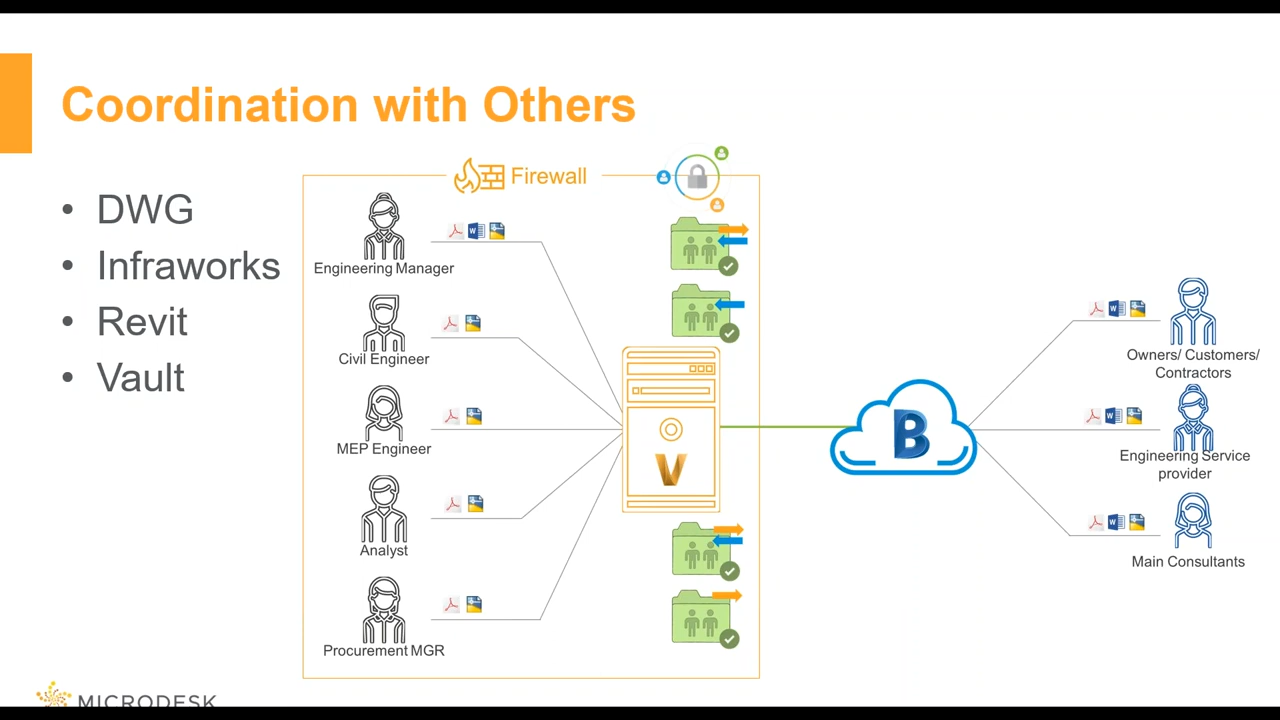 Coordination with Others
• DWG
• Infraworks
• Revit
• Vault
Firewall
Engineering Manager
Civil Engineer
MEP Engineer
Analyst
Procurement MGR
V
B
Owners/ Customers/
Contractors
Engineering Service
provider
Main Consultants
MICRODESK